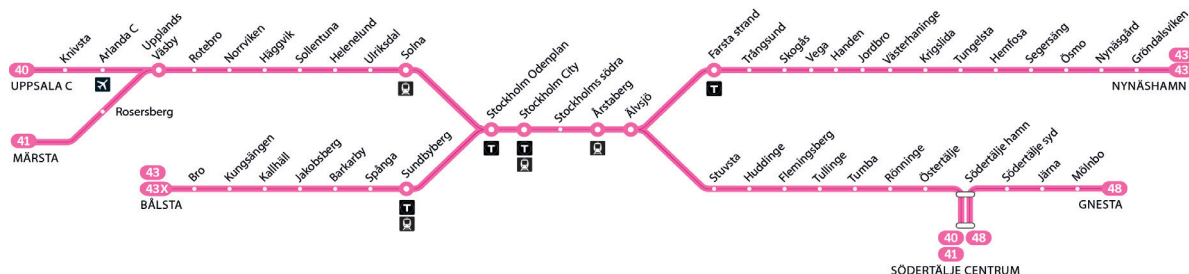 40
UPPSALA C
Knivsta
Arlanda C
Upplands
Väsby
Rotebro
Norrviken
Häggvik
Sollentuna
Helenelund
Ulriksdal
Solna
41
MÄRSTA
Rosersberg
43
43X
BÅLSTA
Bro
Kungsängen
Kallhäll
Jakobsberg
Barkarby
Spånga
Sundbyberg
T
Stockholm Odenplan
T
Stockholm City
T
Stockholms södra
Årstaberg
Älvsjö
Farsta strand
T
Trångsund
Skogås
Vega
Handen
Jordbro
Västerhaninge
Krigslida
Tungelsta
Hemfosa
Segersäng
Ösmo
Nynäsgård
Gröndalsviken
43
43
NYNÄSHAMN
Stuvsta
Huddinge
Flemingsberg
Tullinge
Tumba
Rönninge
Östertälje
Södertälje hamn
Södertälje syd
Järna
Mölnbo
48
GNESTA
40
48
41
SÖDERTÄLJE CENTRUM